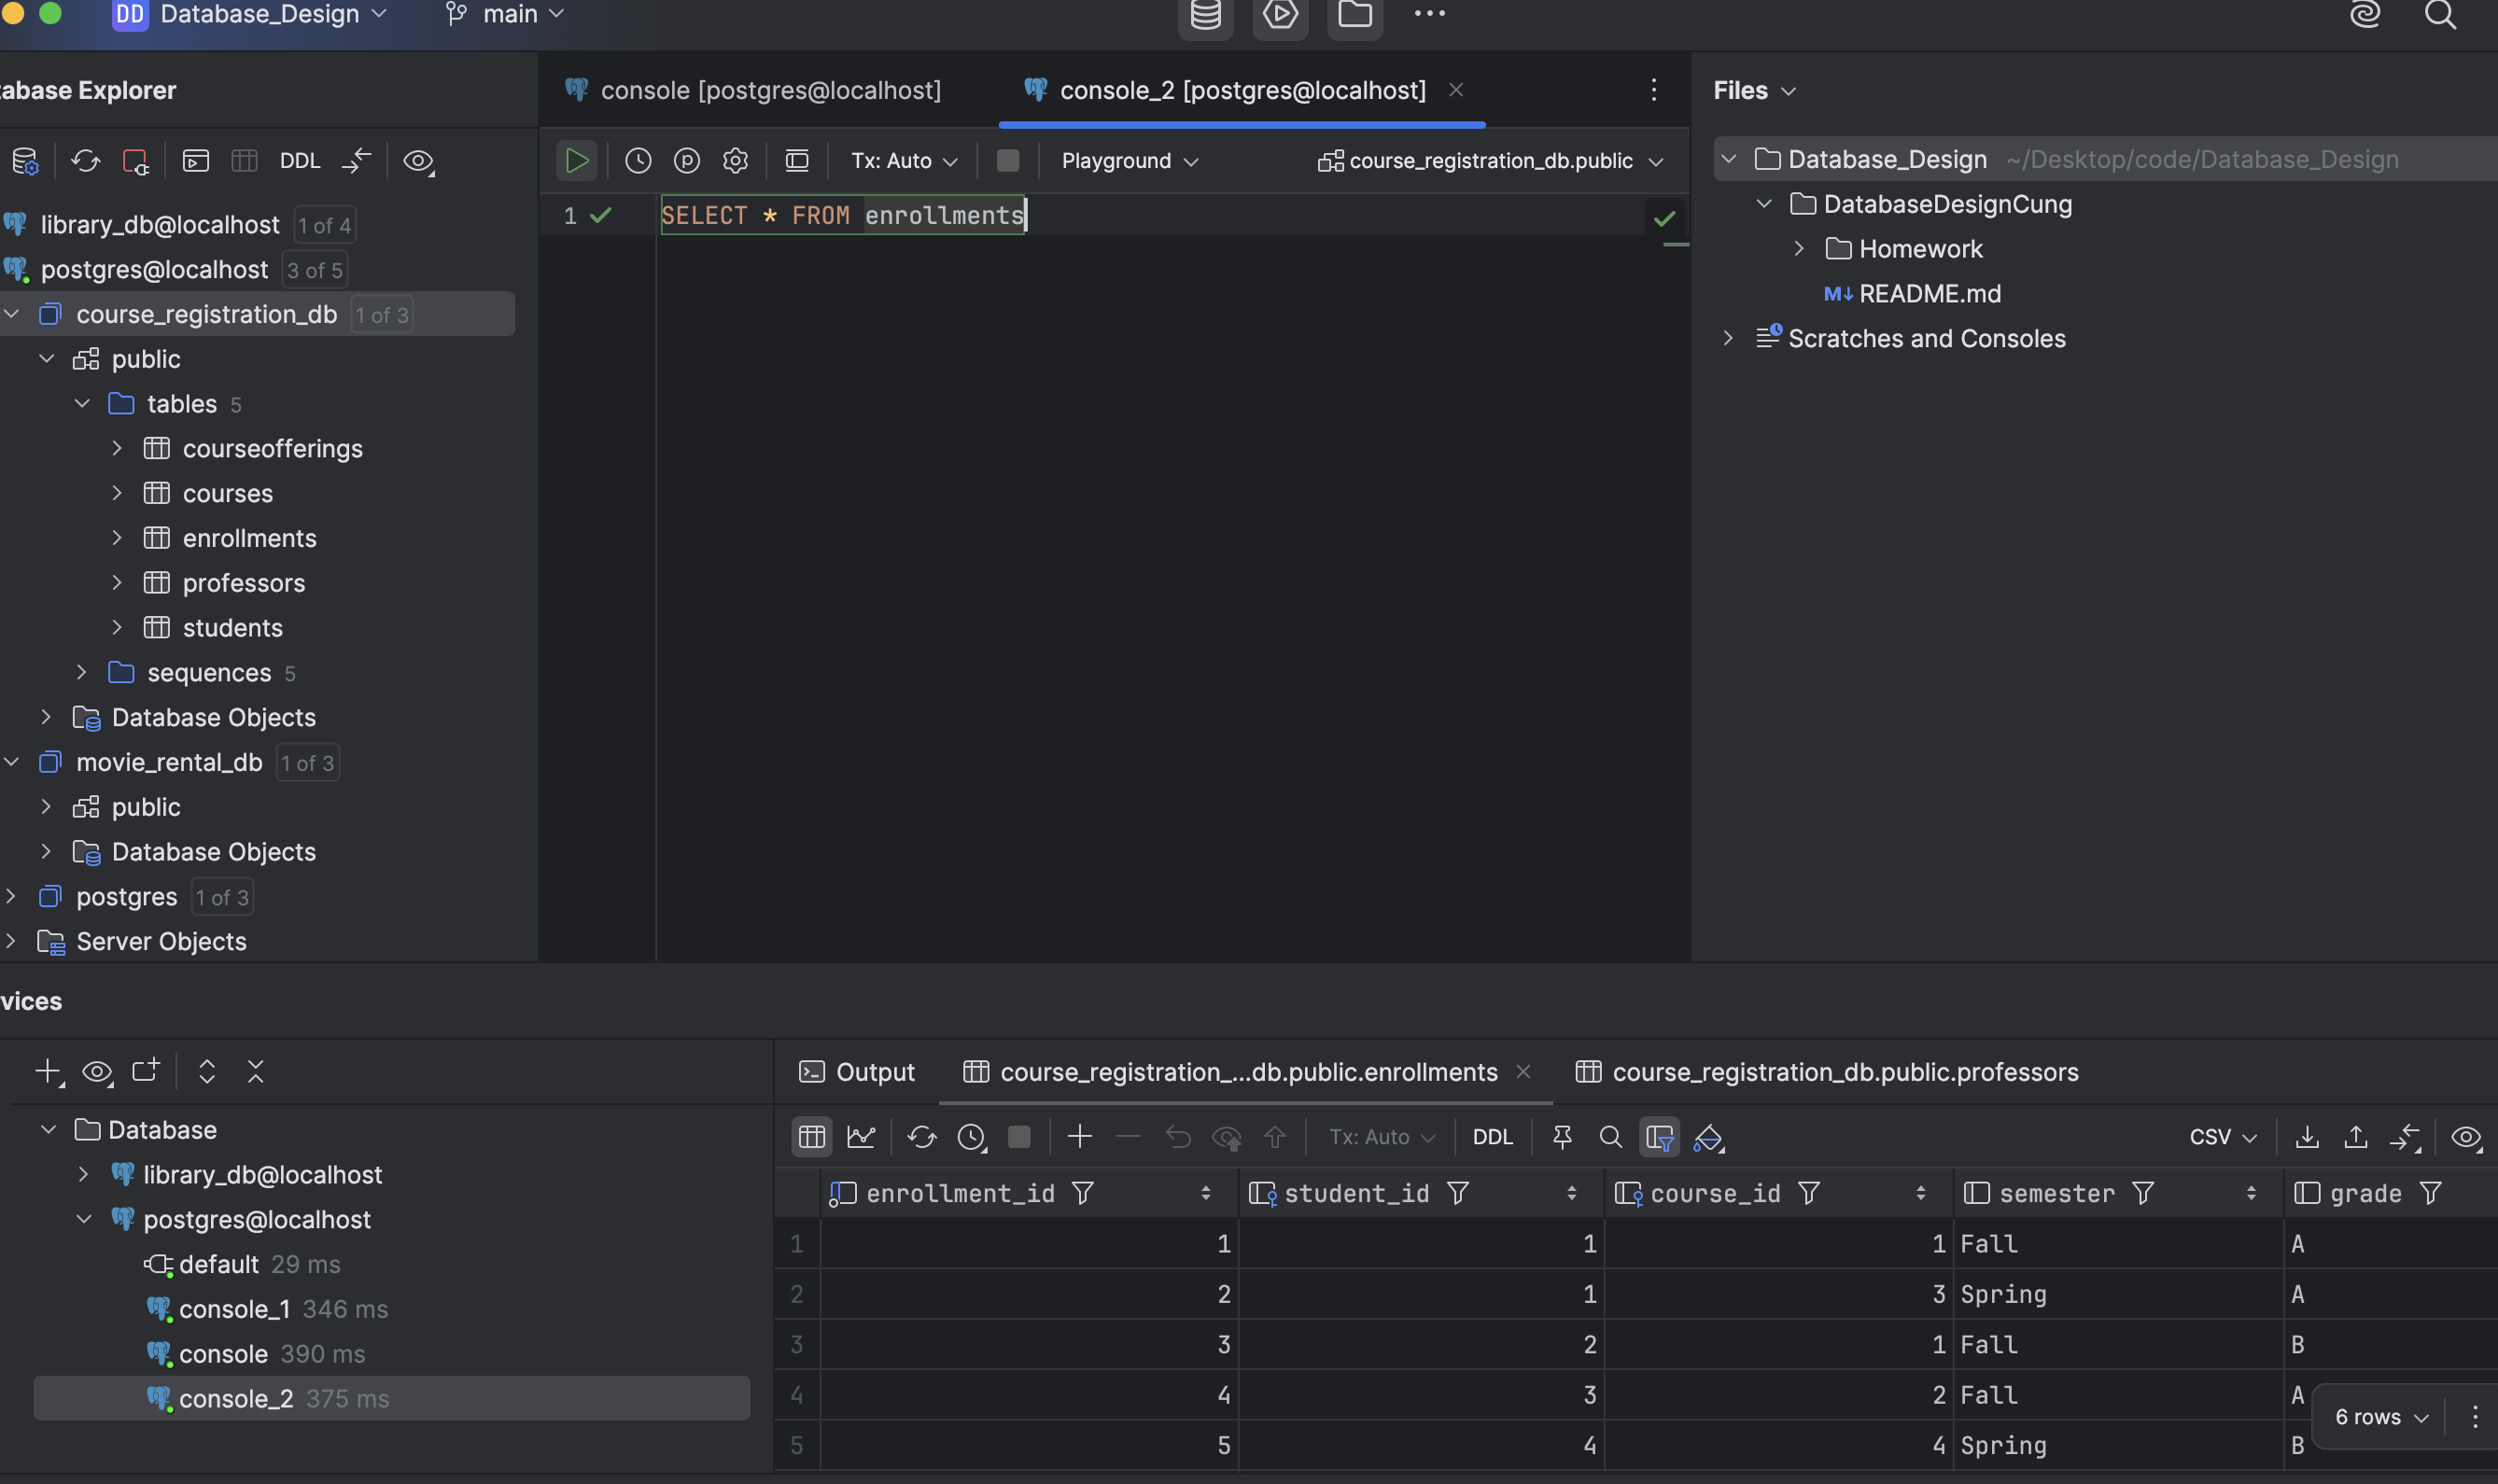 DD Database_Design main
abase Explorer
DDL
library_db@localhost 1 of 4
postgres@localhost 3 of 5
course_registration_db 1 of 3
public
tables 5
courseofferings
courses
enrollments
professors
students
sequences 5
Database Objects
movie_rental_db 1 of 3
public
Database Objects
postgres 1 of 3
Server Objects
console [postgres@localhost] console_2 [postgres@localhost]
Tx: Auto Playground course_registration_db.public
1 SELECT * FROM enrollments
Files
Database_Design ~/Desktop/code/Database_Design
DatabaseDesignCung
Homework
M↓ README.md
Scratches and Consoles
vices
Database
library_db@localhost
postgres@localhost
default 29 ms
console_1 346 ms
console 390 ms
console_2 375 ms
Output course_registration_...db.public.enrollments course_registration_db.public.professors
Tx: Auto DDL CSV
enrollment_id student_id course_id semester grade
1 1 1 1 Fall A
2 2 1 3 Spring A
3 3 2 1 Fall B
4 4 3 2 Fall A
5 5 4 4 Spring B
6 rows